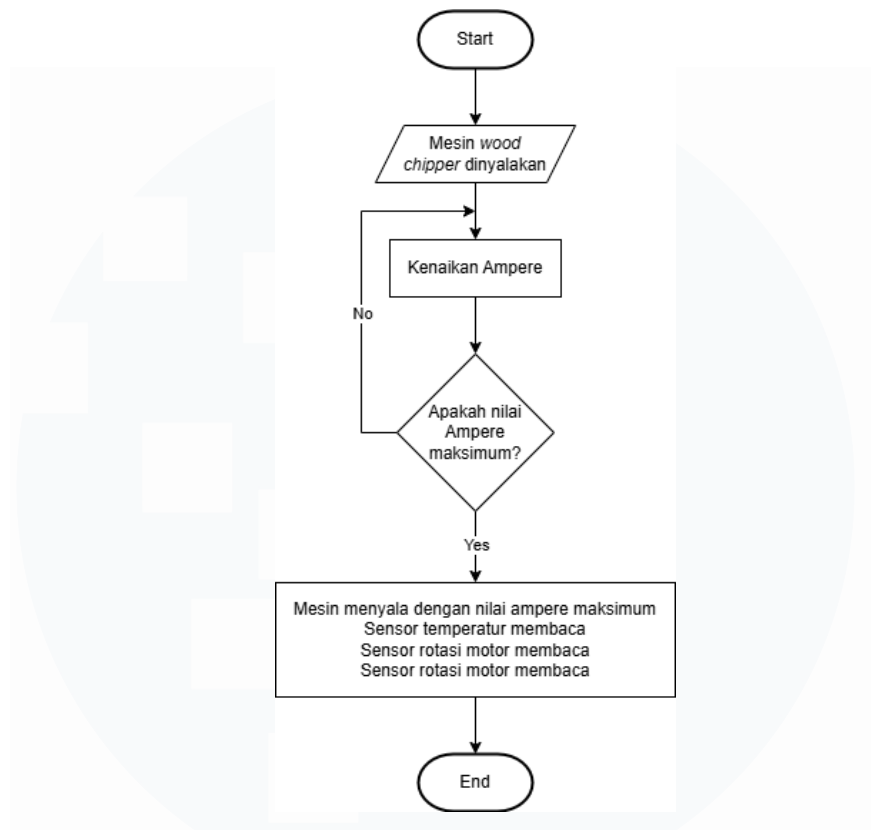 Start
Mesin wood
chipper dinyalakan
Kenaikan Ampere
No
Apakah nilai
Ampere
maksimum?
Yes
Mesin menyala dengan nilai ampere maksimum
Sensor temperatur membaca
Sensor rotasi motor membaca
Sensor rotasi motor membaca
End